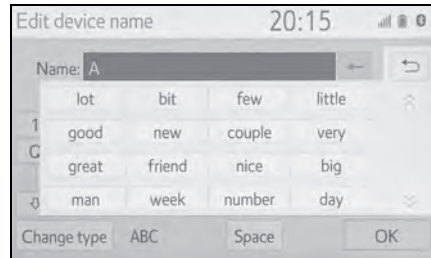 Edit device name 20:15
Name: A
lot bit few little
1 good new couple very
great friend nice big
man week number day
Change type ABC Space OK